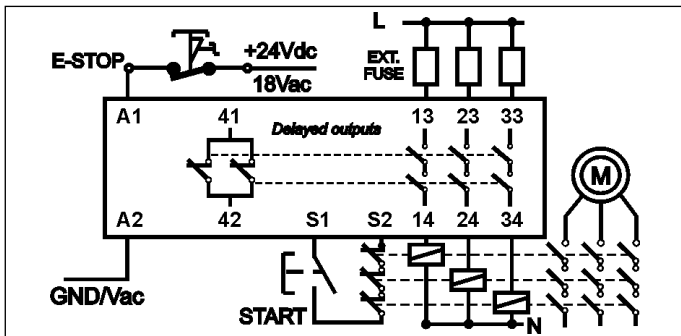 L
E-STOP
+24Vdc
18Vac
EXT.
FUSE
A1 41 13 23 33
Delayed outputs
M
A2 42 S1 S2 14 24 34
GND/Vac
START
N